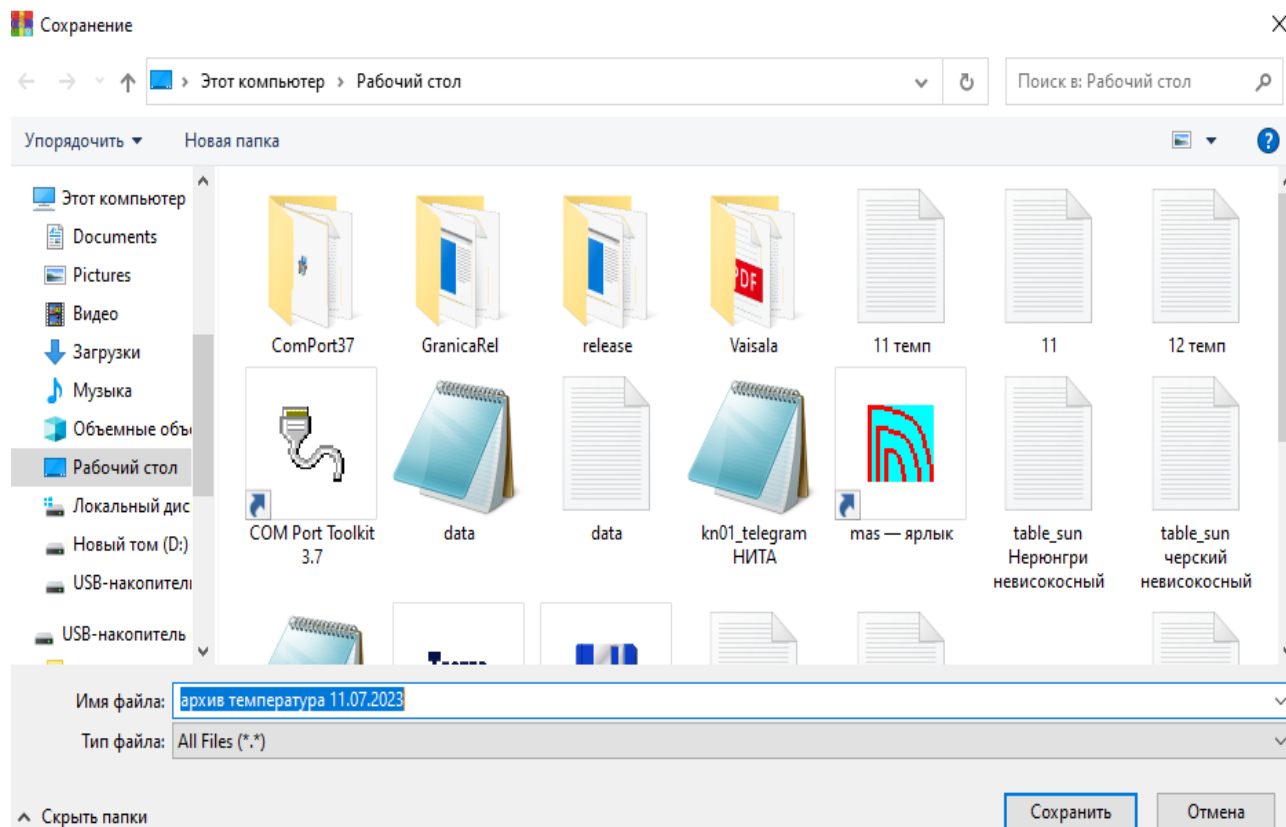 Сохранение
Этот компьютер › Рабочий стол
Поиск в: Рабочий стол
Упорядочить
Новая папка
Этот компьютер
Documents
Pictures
Видео
Загрузки
Музыка
Объемные объ
Рабочий стол
Локальный дис
Новый том (D:)
USB-накопител
USB-накопитель
ComPort37
GranicaRel
release
PDF
Vaisala
11 темп
11
12 темп
COM Port Toolkit
3.7
data
data
kn01_telegram
НИТА
mas — ярлык
table_sun
Нерюнгри
невисокосный
table_sun
черский
невисокосный
Имя файла: архив температура 11.07.2023
Тип файла: All Files (*.*)
Скрыть папки
Сохранить
Отмена